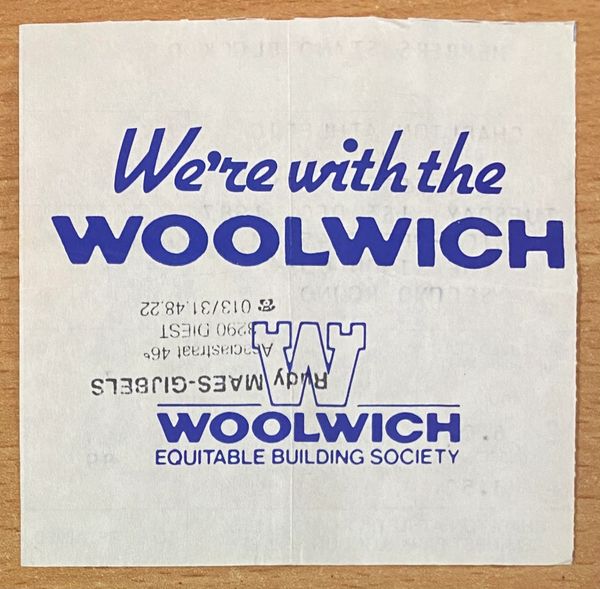 We're with the
WOOLWICH
Rudy MAES-GIJBELS
Acaciastraat 46
3290 DIEST
☎ 013/31.48.22
W
WOOLWICH
EQUITABLE BUILDING SOCIETY